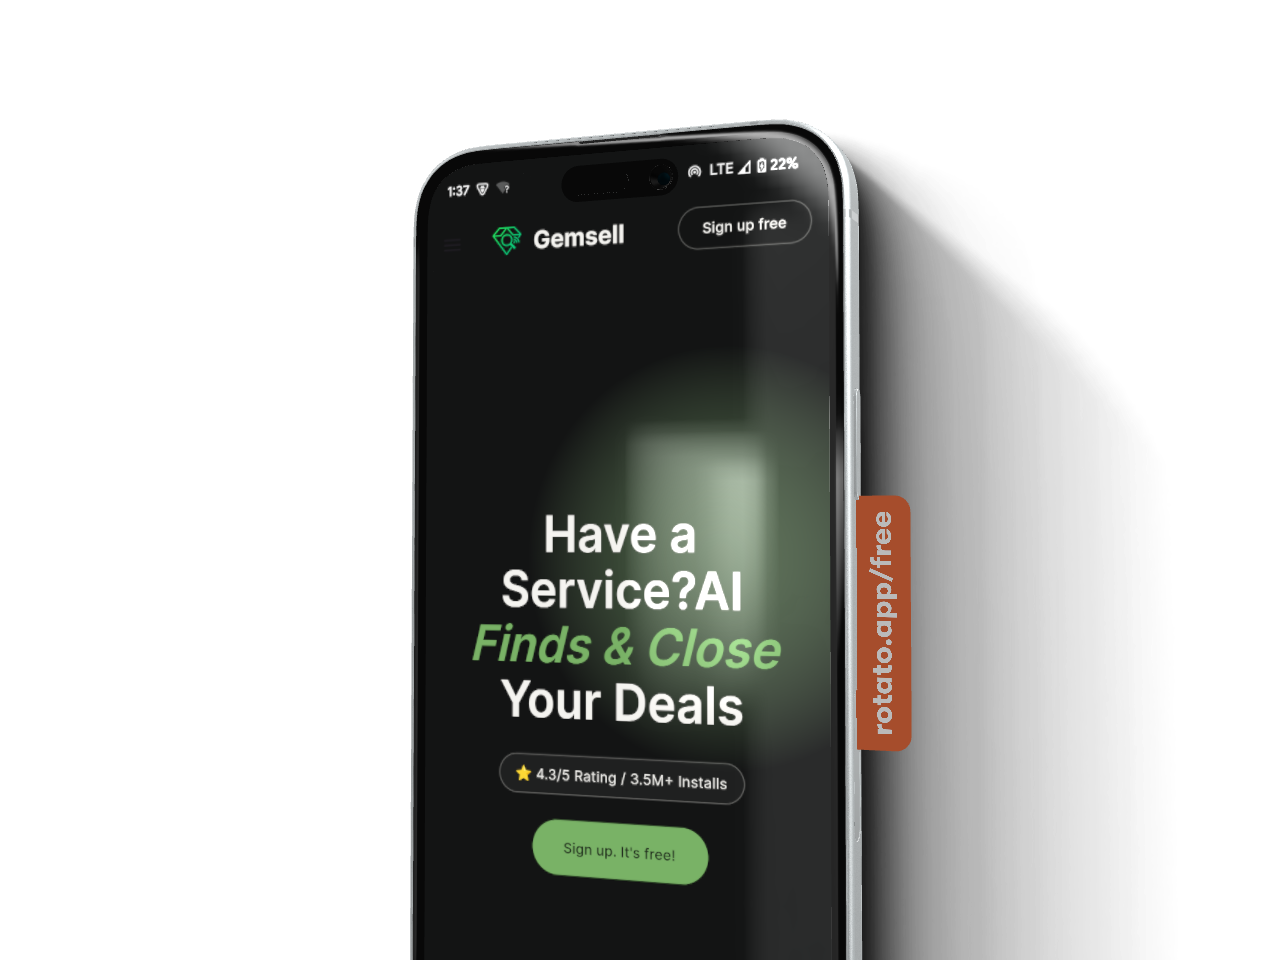 1:37 LTE 22%
Gemsell
Sign up free
Have a
Service?AI
Finds & Close
Your Deals
⭐ 4.3/5 Rating / 3.5M+ Installs
Sign up. It's free!
rotato.app/free